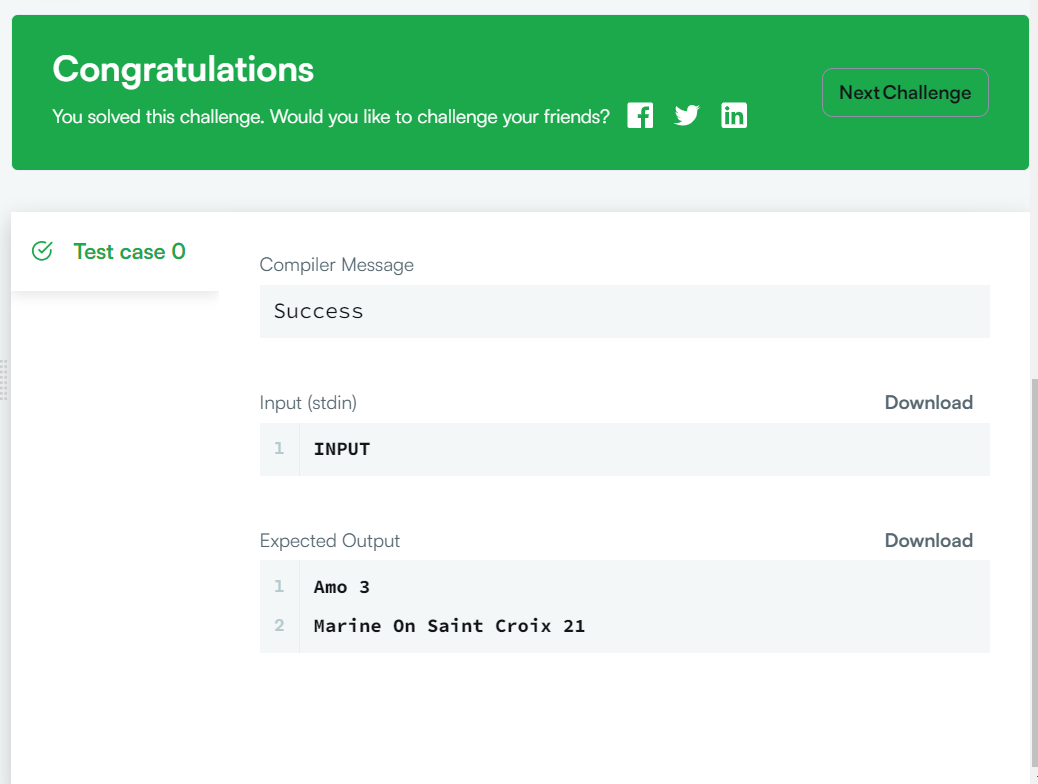 Congratulations
You solved this challenge. Would you like to challenge your friends?
Next Challenge
Test case 0
Compiler Message
Success
Input (stdin)
Download
1 INPUT
Expected Output
Download
1 Amo 3
2 Marine On Saint Croix 21